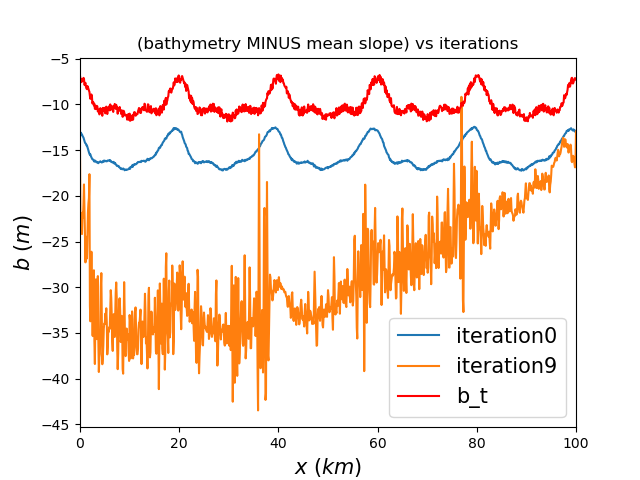 (bathymetry MINUS mean slope) vs iterations
b (m)
−5
−10
−15
−20
−25
−30
−35
−40
−45
0 20 40 60 80 100
x (km)
iteration0
iteration9
b_t